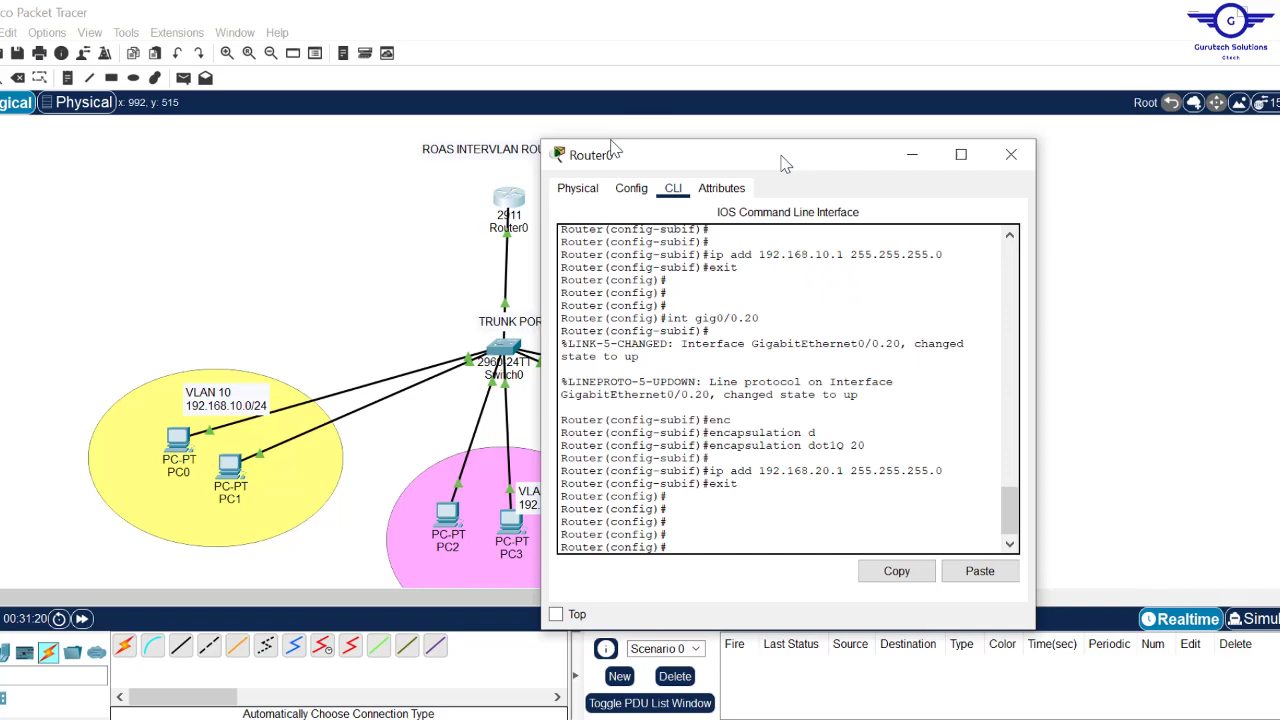 co Packet Tracer
Edit Options View Tools Extensions Window Help
G
Gurutech Solutions
Gtech
gical Physical x: 992, y: 515
Root
ROAS INTERVLAN ROU
2911
Router0
TRUNK POR
2960-24TT
Switch0
VLAN 10
192.168.10.0/24
PC-PT
PC0
PC-PT
PC1
PC-PT
PC2
PC-PT
PC3
VLA
192.
Router0
Physical Config CLI Attributes
IOS Command Line Interface
Router(config-subif)#
Router(config-subif)#
Router(config-subif)#ip add 192.168.10.1 255.255.255.0
Router(config-subif)#exit
Router(config)#
Router(config)#
Router(config)#
Router(config)#int gig0/0.20
Router(config-subif)#
%LINK-5-CHANGED: Interface GigabitEthernet0/0.20, changed
state to up
%LINEPROTO-5-UPDOWN: Line protocol on Interface
GigabitEthernet0/0.20, changed state to up
Router(config-subif)#enc
Router(config-subif)#encapsulation d
Router(config-subif)#encapsulation dot1Q 20
Router(config-subif)#
Router(config-subif)#ip add 192.168.20.1 255.255.255.0
Router(config-subif)#exit
Router(config)#
Router(config)#
Router(config)#
Router(config)#
Router(config)#
Copy Paste
Top
00:31:20
Realtime Simul
Scenario 0
New Delete
Toggle PDU List Window
Fire Last Status Source Destination Type Color Time(sec) Periodic Num Edit Delete
Automatically Choose Connection Type